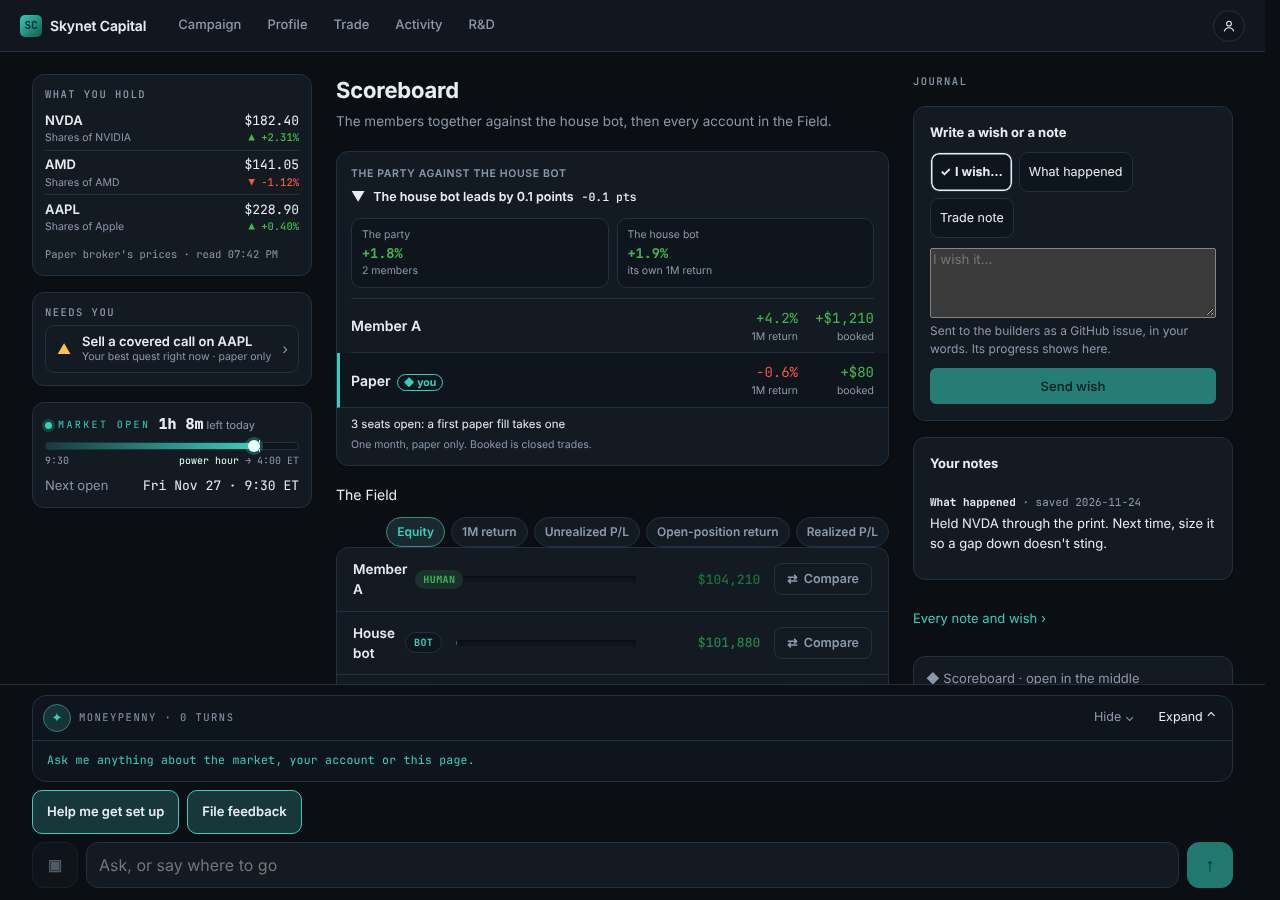 SC Skynet Capital Campaign Profile Trade Activity R&D
WHAT YOU HOLD
NVDA $182.40
Shares of NVIDIA ▲ +2.31%
AMD $141.05
Shares of AMD ▼ -1.12%
AAPL $228.90
Shares of Apple ▲ +0.40%
Paper broker's prices · read 07:42 PM
NEEDS YOU
Sell a covered call on AAPL
Your best quest right now · paper only ›
MARKET OPEN 1h 8m left today
9:30 power hour → 4:00 ET
Next open Fri Nov 27 · 9:30 ET
Scoreboard
The members together against the house bot, then every account in the Field.
THE PARTY AGAINST THE HOUSE BOT
▼ The house bot leads by 0.1 points -0.1 pts
The party
+1.8%
2 members
The house bot
+1.9%
its own 1M return
Member A +4.2% +$1,210
1M return booked
Paper ◆ you -0.6% +$80
1M return booked
3 seats open: a first paper fill takes one
One month, paper only. Booked is closed trades.
The Field
Equity 1M return Unrealized P/L Open-position return Realized P/L
Member A HUMAN $104,210 ⇄ Compare
House bot BOT $101,880 ⇄ Compare
JOURNAL
Write a wish or a note
✓ I wish... What happened
Trade note
I wish it...
Sent to the builders as a GitHub issue, in your
words. Its progress shows here.
Send wish
Your notes
What happened · saved 2026-11-24
Held NVDA through the print. Next time, size it
so a gap down doesn't sting.
Every note and wish ›
◆ Scoreboard · open in the middle
✦ MONEYPENNY · 0 TURNS Hide Expand
Ask me anything about the market, your account or this page.
Help me get set up File feedback
Ask, or say where to go ↑